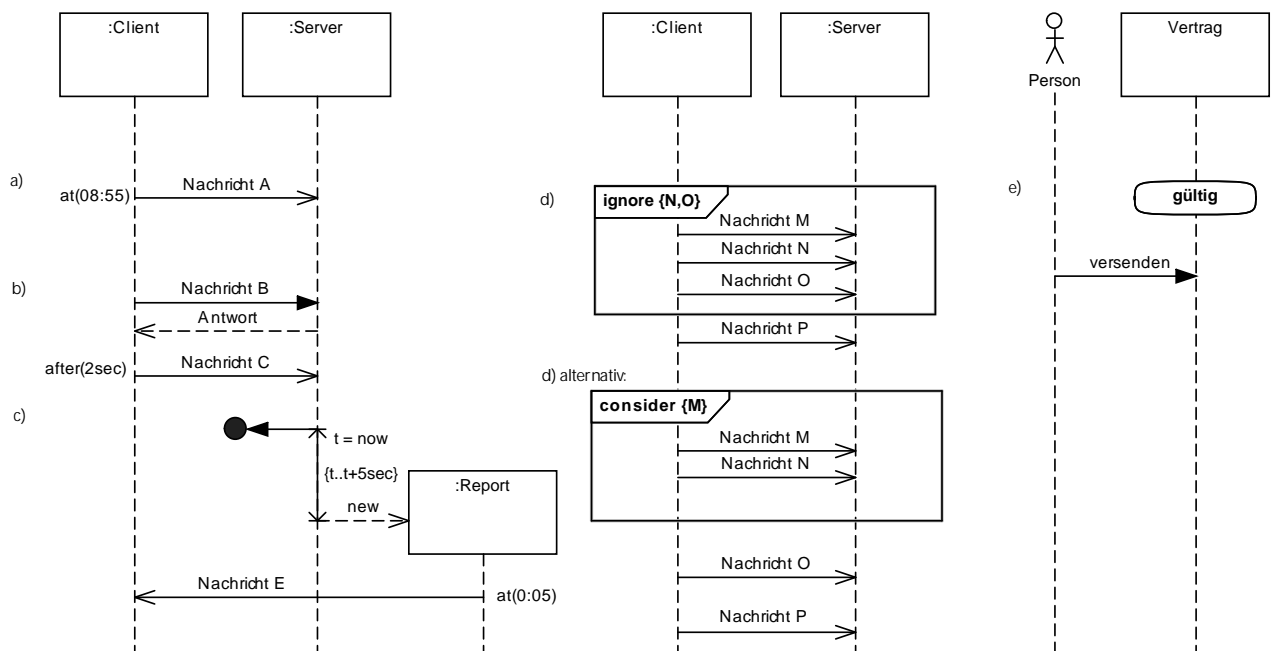 :Client
:Server
a)
at(08:55)
Nachricht A
b)
Nachricht B
Antwort
after(2sec)
Nachricht C
c)
t = now
{t..t+5sec}
new
:Report
Nachricht E
at(0:05)
:Client
:Server
d)
ignore {N,O}
Nachricht M
Nachricht N
Nachricht O
Nachricht P
d) alternativ:
consider {M}
Nachricht M
Nachricht N
Nachricht O
Nachricht P
Person
Vertrag
e)
gültig
versenden